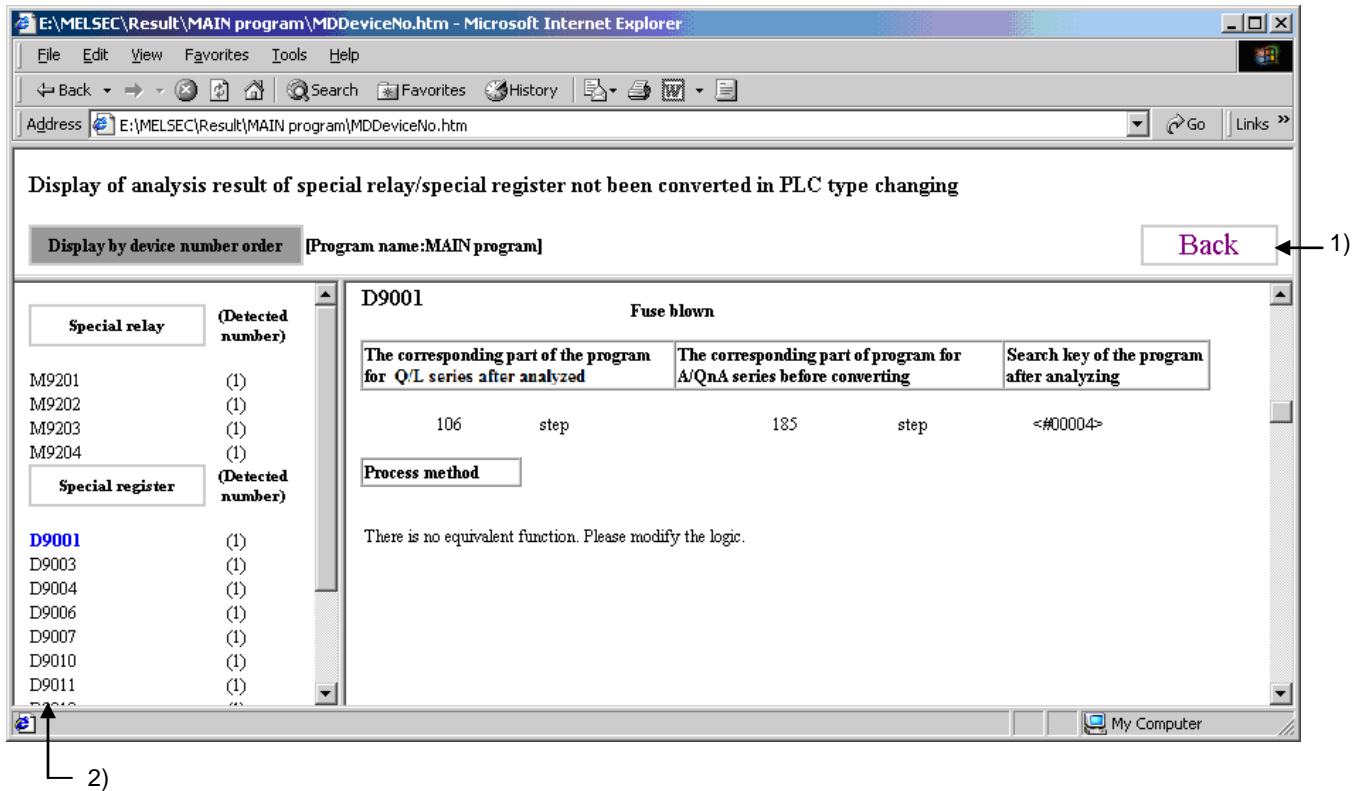 E:\MELSEC\Result\MAIN program\MDDeviceNo.htm - Microsoft Internet Explorer
File Edit View Favorites Tools Help
Back Search Favorites History
Address E:\MELSEC\Result\MAIN program\MDDeviceNo.htm Go Links »
Display of analysis result of special relay/special register not been converted in PLC type changing
Display by device number order [Program name:MAIN program] Back 1)
Special relay (Detected number)
M9201 (1)
M9202 (1)
M9203 (1)
M9204 (1)
Special register (Detected number)
D9001 (1)
D9003 (1)
D9004 (1)
D9006 (1)
D9007 (1)
D9010 (1)
D9011 (1)
D9001 Fuse blown
The corresponding part of the program for Q/L series after analyzed
The corresponding part of program for A/QnA series before converting
Search key of the program after analyzing
106 step 185 step <#00004>
Process method
There is no equivalent function. Please modify the logic.
My Computer
2)